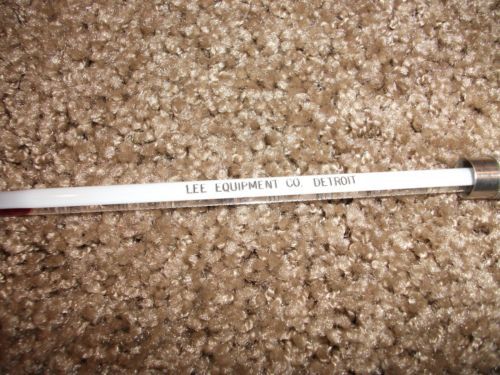 LEE EQUIPMENT CO. DETROIT